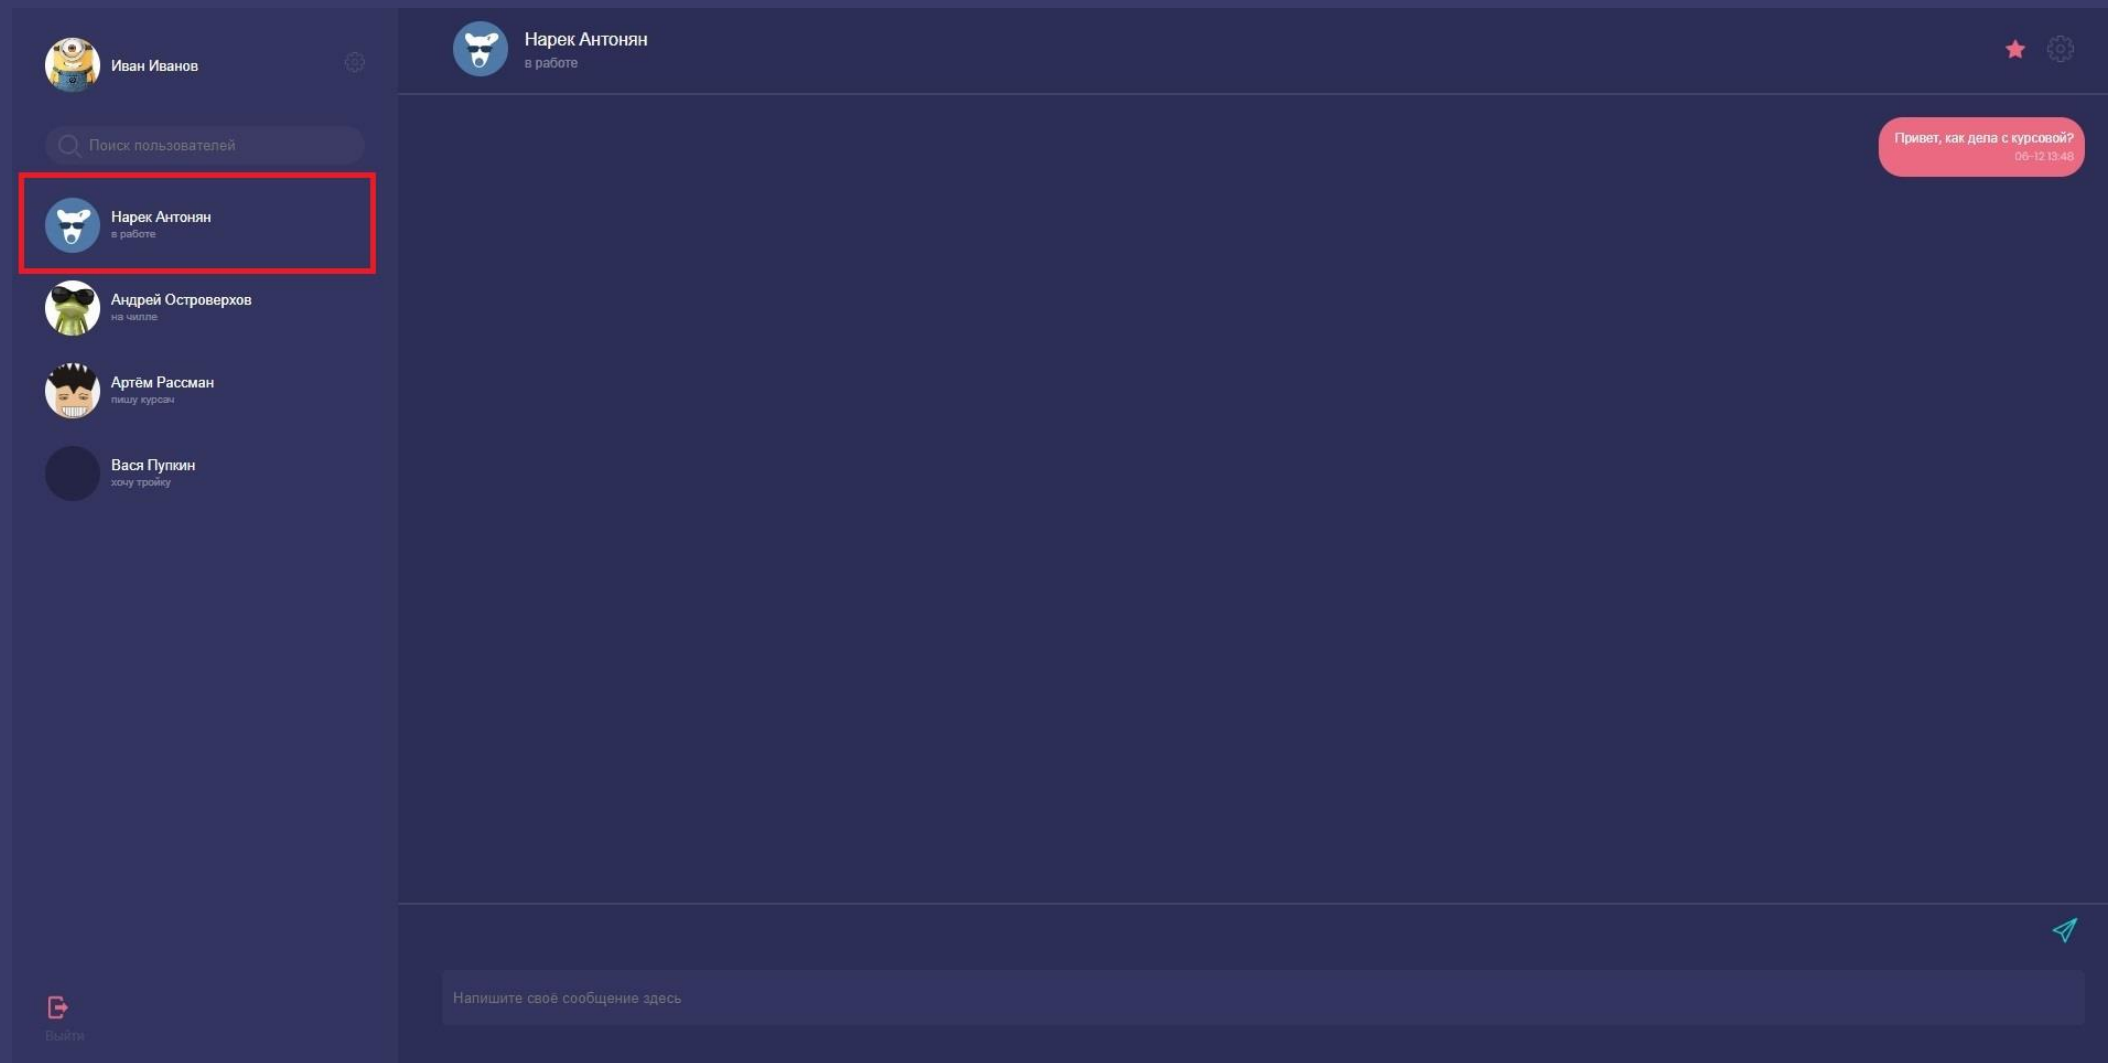 Иван Иванов
Поиск пользователей
Нарек Антонян
в работе
Андрей Островерхов
на чилле
Артём Рассман
пишу курсач
Вася Пупкин
хочу тройку
Выйти
Нарек Антонян
в работе
Привет, как дела с курсовой?
06-12 13:48
Напишите своё сообщение здесь